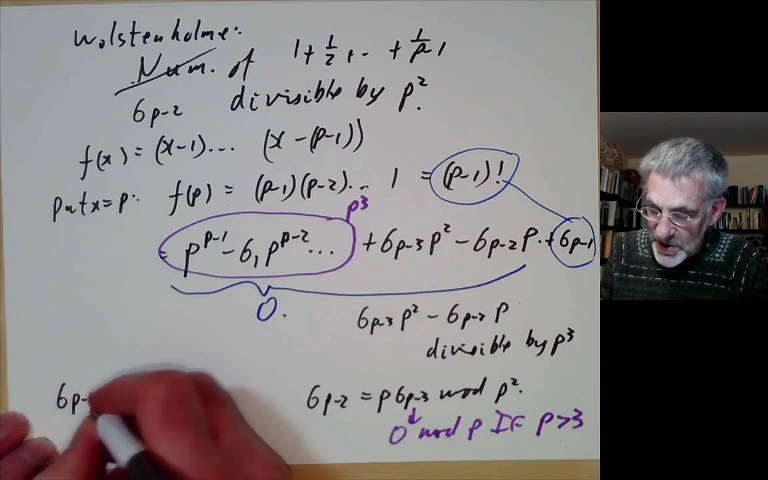 Wolstenholme:
Num. of 1 + 1/2 + .. + 1/p-1
6p-2 divisible by p².
f(x) = (x-1)... (x-(p-1))
put x=p: f(p) = (p-1)(p-2)... 1 = (p-1)!
p³
= p^(p-1) - 6₁p^(p-2)... + 6p-3 p² - 6p-2 p. + 6p-1
0.
6p-3 p² - 6p-2 p
divisible by p³
6p- 6p-2 = p 6p-3 mod p².
0 mod p IF p>3